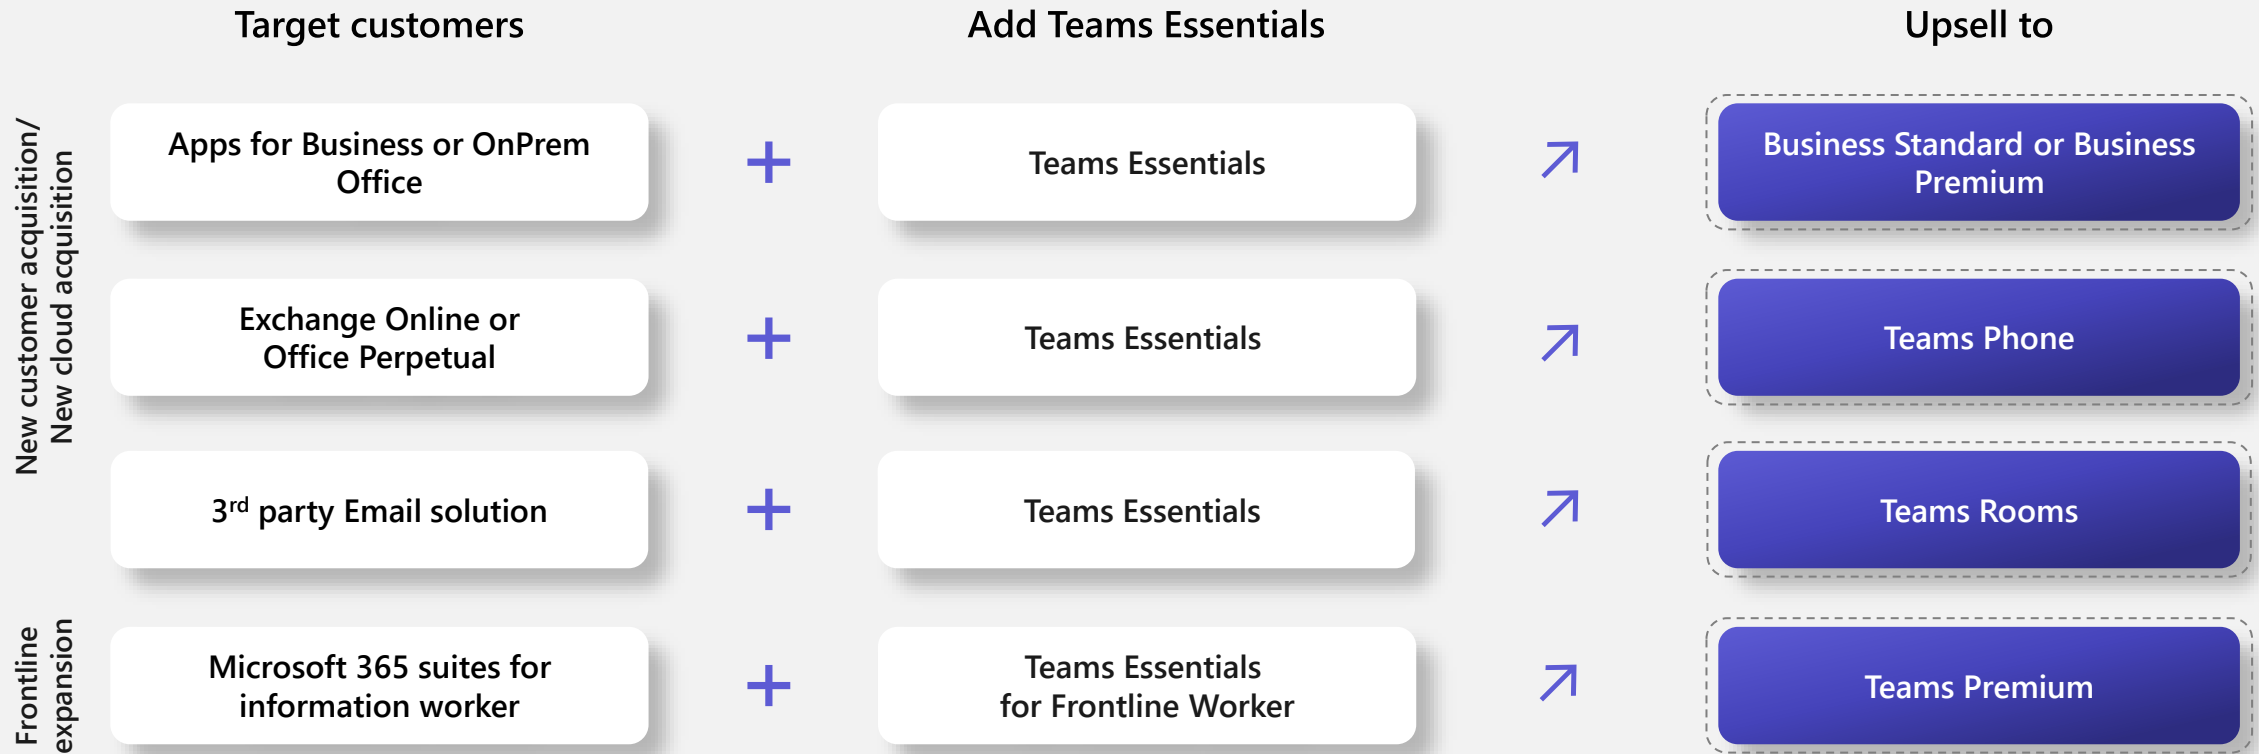 Target customers
Add Teams Essentials
Upsell to
New customer acquisition/
New cloud acquisition
Apps for Business or OnPrem
Office
+
Teams Essentials
Business Standard or Business
Premium
Exchange Online or
Office Perpetual
+
Teams Essentials
Teams Phone
3rd party Email solution
+
Teams Essentials
Teams Rooms
Frontline
expansion
Microsoft 365 suites for
information worker
+
Teams Essentials
for Frontline Worker
Teams Premium